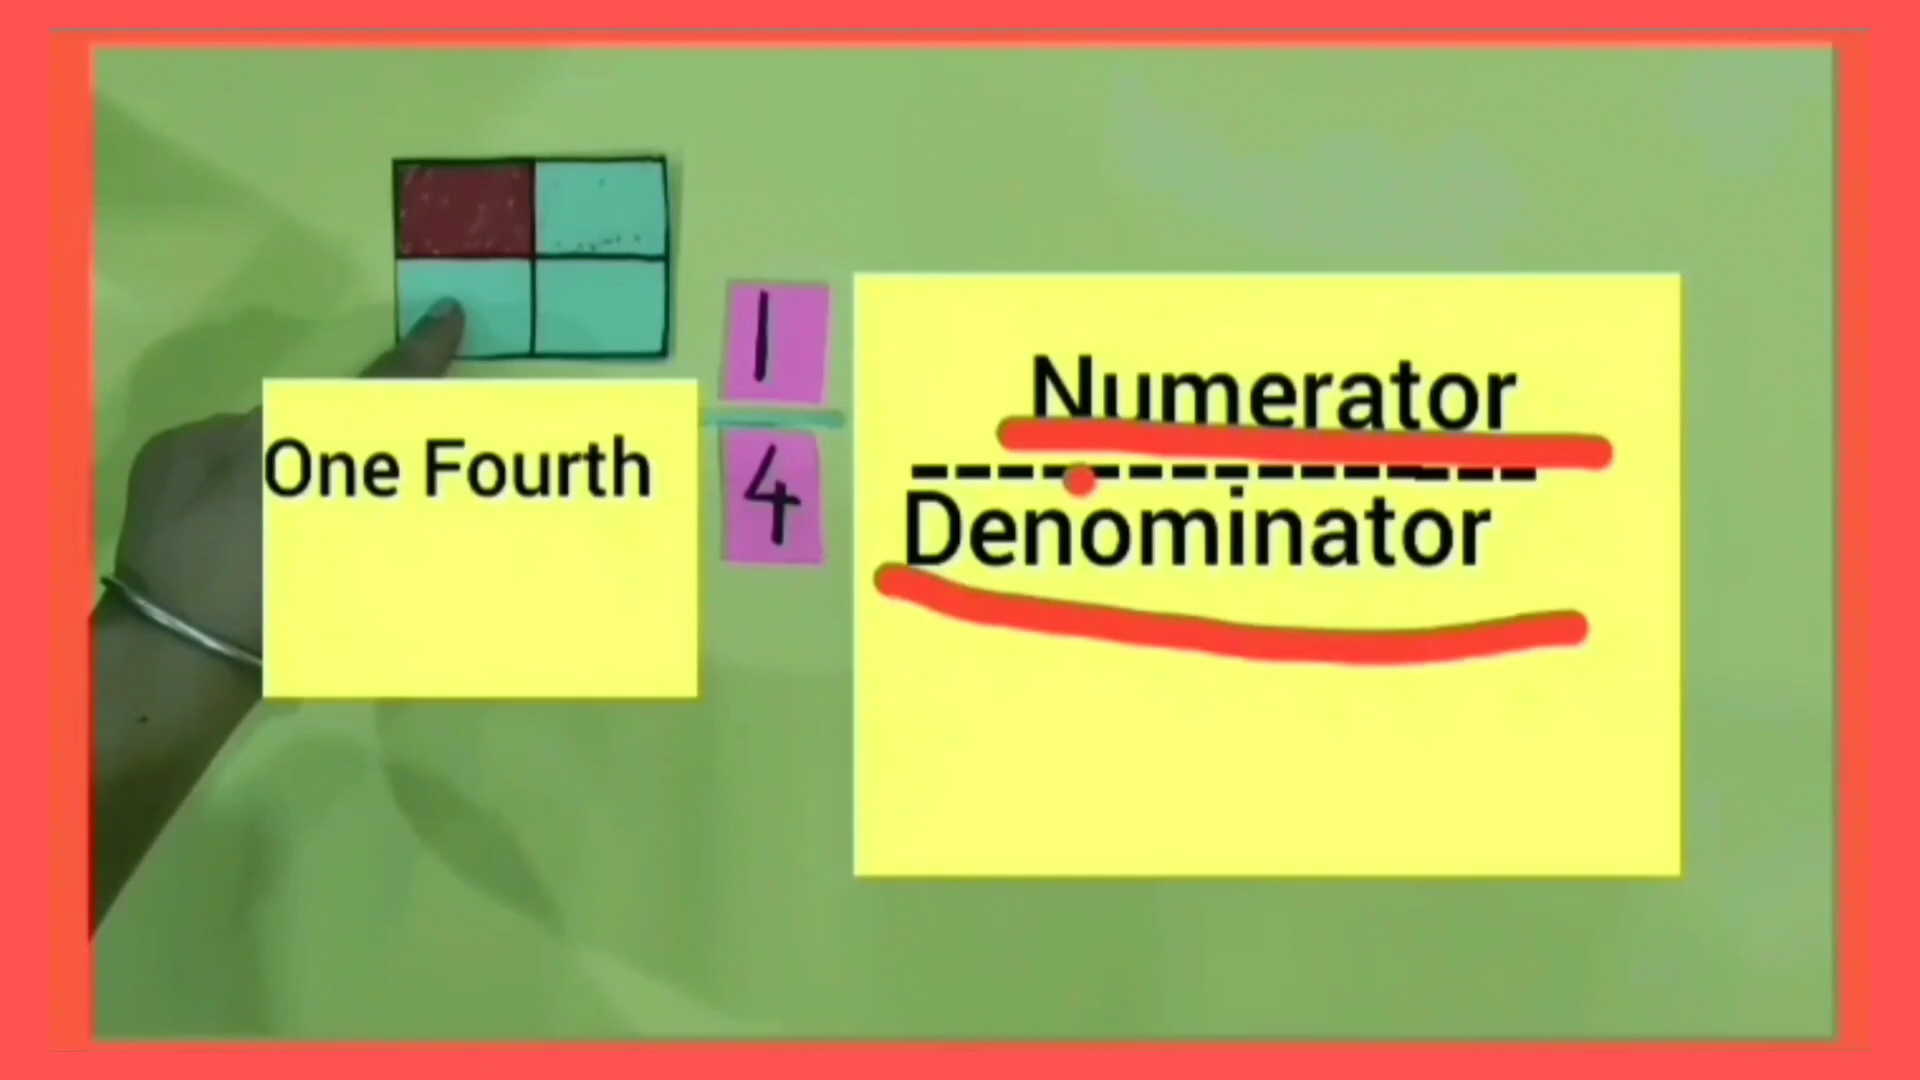 1
4
One Fourth
Numerator
----------------
Denominator